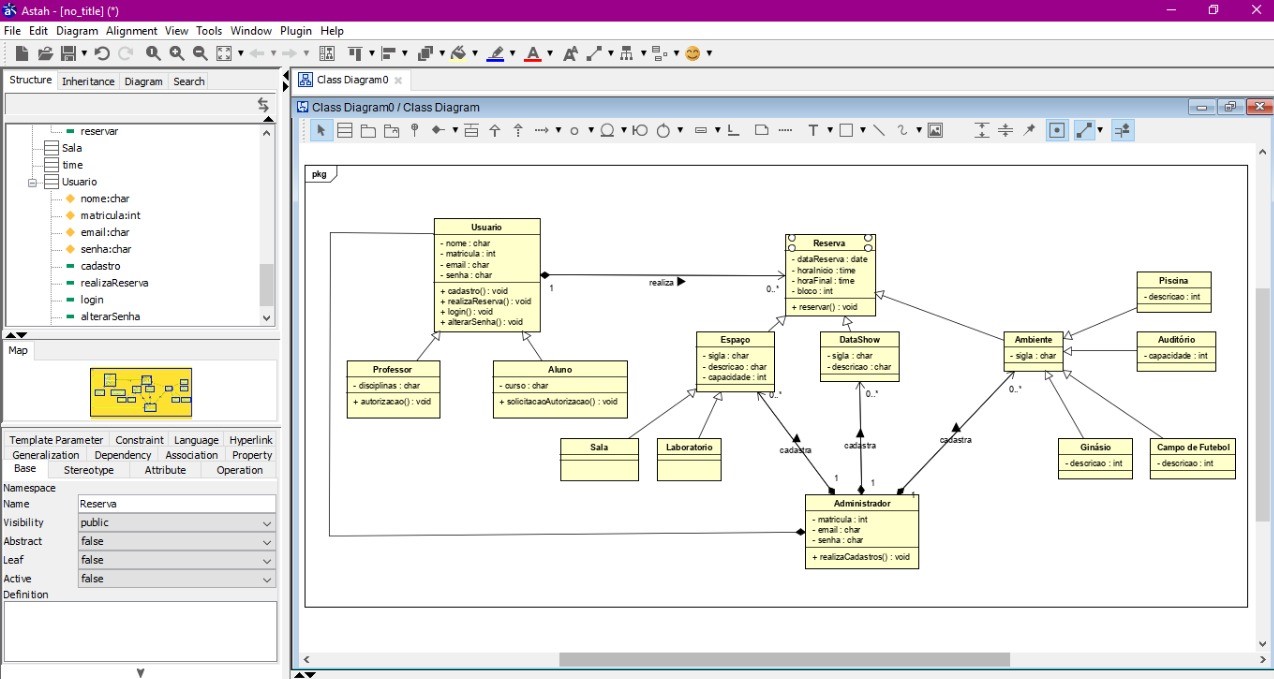 Astah - [no_title] (*)
File Edit Diagram Alignment View Tools Window Plugin Help
Structure Inheritance Diagram Search
reservar
Sala
time
Usuario
nome:char
matricula:int
email:char
senha:char
cadastro
realizaReserva
login
alterarSenha
Map
Template Parameter Constraint Language Hyperlink
Generalization Dependency Association Property
Base Stereotype Attribute Operation
Namespace
Name Reserva
Visibility public
Abstract false
Leaf false
Active false
Definition
Class Diagram0
Class Diagram0 / Class Diagram
pkg
Usuario
- nome : char
- matricula : int
- email : char
- senha : char
+ cadastro() : void
+ realizaReserva() : void
+ login() : void
+ alterarSenha() : void
1
realiza
0..*
Reserva
- dataReserva : date
- horaInicio : time
- horaFinal : time
- bloco : int
+ reservar() : void
Piscina
- descricao : int
Professor
- disciplinas : char
+ autorizacao() : void
Aluno
- curso : char
+ solicitacaoAutorizacao() : void
Espaço
- sigla : char
- descricao : char
- capacidade : int
0..*
DataShow
- sigla : char
- descricao : char
0..*
Ambiente
- sigla : char
0..*
Auditório
- capacidade : int
Sala
Laboratorio
cadastra
cadastra
cadastra
Ginásio
- descricao : int
Campo de Futebol
- descricao : int
1
1
1
Administrador
- matricula : int
- email : char
- senha : char
+ realizaCadastros() : void